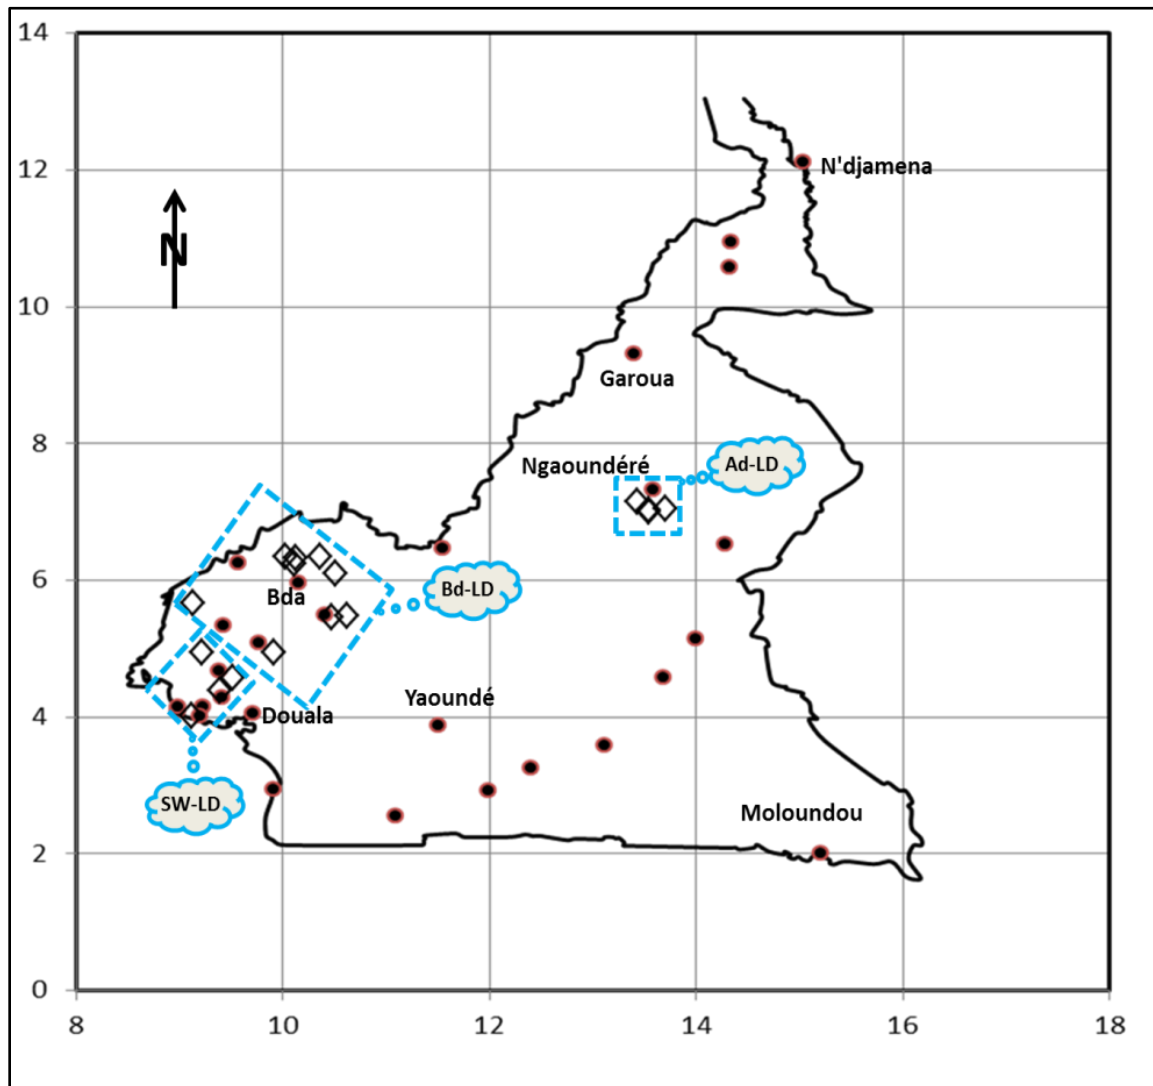 14
N'djamena
12
N
10
Garoua
8
Ngaoundéré
Ad-LD
6
Bda
Bd-LD
Yaoundé
4
Douala
SW-LD
Moloundou
2
0
8 10 12 14 16 18